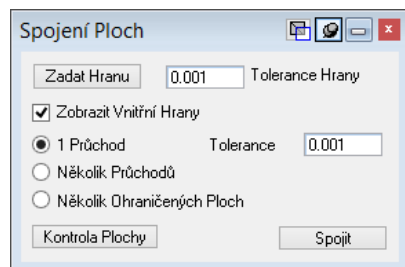 Spojení Ploch
Zadat Hranu 0.001 Tolerance Hrany
Zobrazit Vnitřní Hrany
1 Průchod Tolerance 0.001
Několik Průchodů
Několik Ohraničených Ploch
Kontrola Plochy Spojit